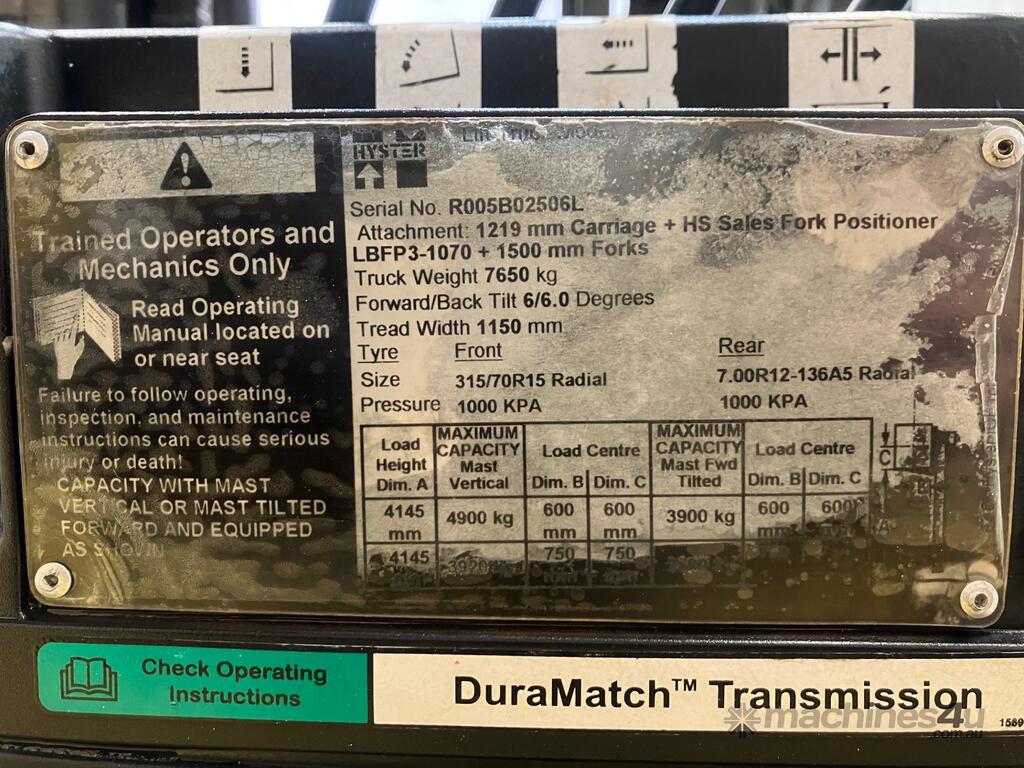 Trained Operators and
Mechanics Only
Read Operating
Manual located on
or near seat
Failure to follow operating,
inspection, and maintenance
instructions can cause serious
injury or death!
CAPACITY WITH MAST
VERTICAL OR MAST TILTED
FORWARD AND EQUIPPED
AS SHOWN
HYSTER
Serial No. R005B02506L
Attachment: 1219 mm Carriage + HS Sales Fork Positioner
LBFP3-1070 + 1500 mm Forks
Truck Weight 7650 kg
Forward/Back Tilt 6/6.0 Degrees
Tread Width 1150 mm
Tyre Front Rear
Size 315/70R15 Radial 7.00R12-136A5 Radial
Pressure 1000 KPA 1000 KPA
Load Height Dim. A MAXIMUM CAPACITY Mast Vertical Load Centre Dim. B Dim. C MAXIMUM CAPACITY Mast Fwd Tilted Load Centre Dim. B Dim. C
4145 mm 4900 kg 600 mm 600 mm 3900 kg 600 600
4145 750 750
C
A
Check Operating
Instructions
DuraMatch™ Transmission
machines4u
.com.au